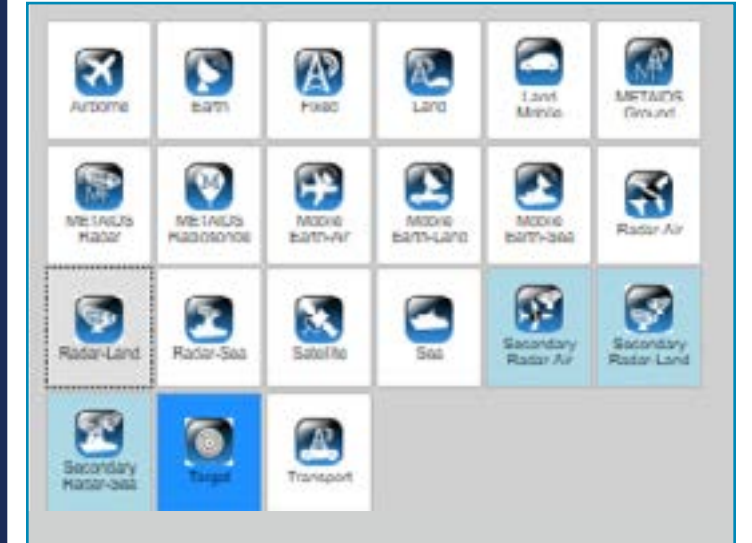 Airborne
Earth
Fixed
Land
Land
Mobile
METAIDS
Ground
METAIDS
Radar
METAIDS
Radiosonde
Mobile
Earth-Air
Mobile
Earth-Land
Mobile
Earth-Sea
Radar-Air
Radar-Land
Radar-Sea
Satellite
Sea
Secondary
Radar Air
Secondary
Radar-Land
Secondary
Radar-Sea
Target
Transport